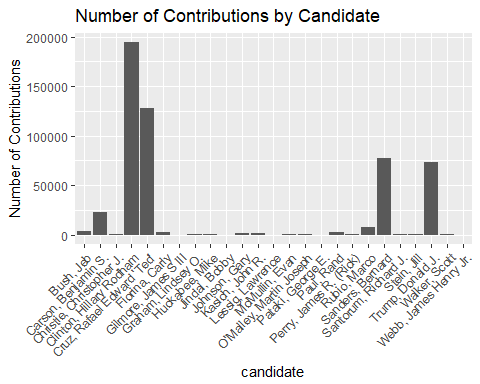 Number of Contributions by Candidate
Number of Contributions
200000
150000
100000
50000
0
Bush, Jeb
Carson, Benjamin S.
Christie, Christopher J.
Clinton, Hillary Rodham
Cruz, Rafael Edward 'Ted'
Fiorina, Carly
Gilmore, James S III
Graham, Lindsey O.
Huckabee, Mike
Jindal, Bobby
Johnson, Gary
Kasich, John R.
Lessig, Lawrence
McMullin, Evan
O'Malley, Martin Joseph
Pataki, George E.
Paul, Rand
Perry, James R. (Rick)
Rubio, Marco
Sanders, Bernard
Santorum, Richard J.
Stein, Jill
Trump, Donald J.
Walker, Scott
Webb, James Henry Jr.
candidate